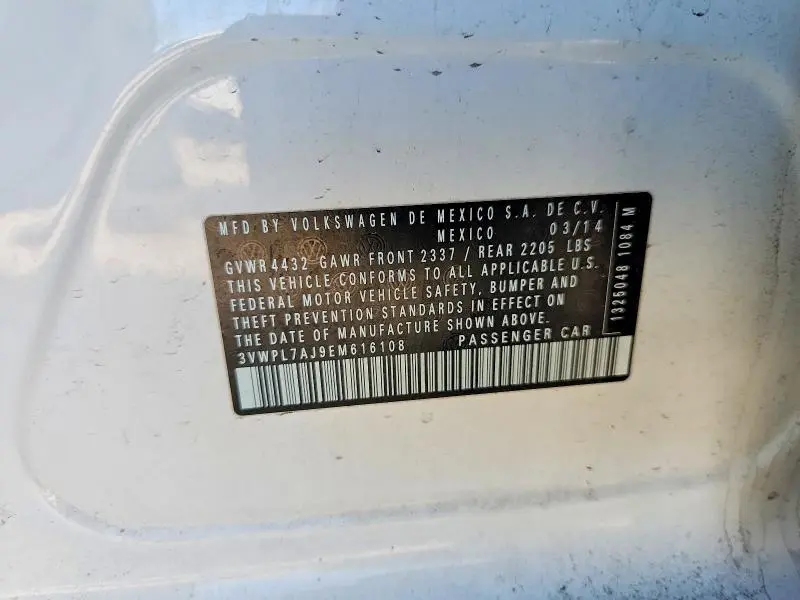 MFD BY VOLKSWAGEN DE MEXICO S.A. DE C.V.
MEXICO 03/14
GVWR 4432 GAWR FRONT 2337 / REAR 2205 LBS
THIS VEHICLE CONFORMS TO ALL APPLICABLE U.S.
FEDERAL MOTOR VEHICLE SAFETY, BUMPER AND
THEFT PREVENTION STANDARDS IN EFFECT ON
THE DATE OF MANUFACTURE SHOWN ABOVE.
3VWPL7AJ9EM616108 PASSENGER CAR
1325048 1084 M